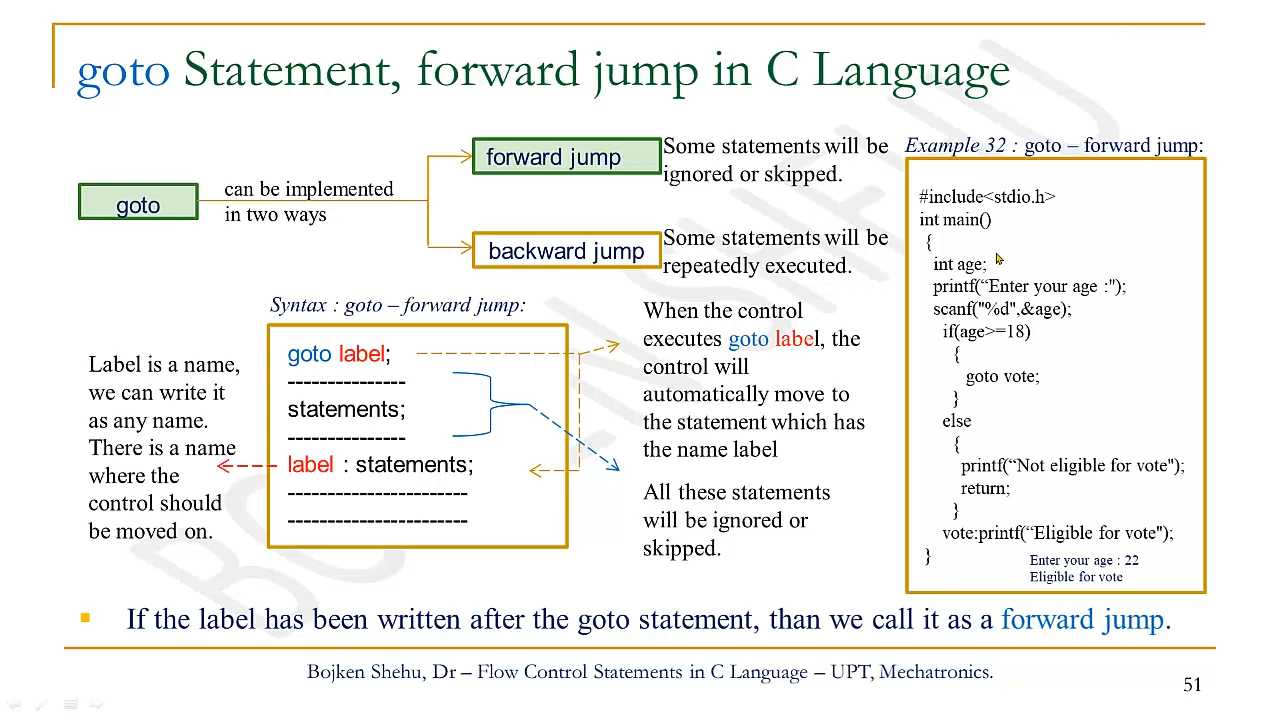 goto Statement, forward jump in C Language
goto
can be implemented
in two ways
forward jump
Some statements will be
ignored or skipped.
backward jump
Some statements will be
repeatedly executed.
Syntax : goto – forward jump:
goto label;
---------------
statements;
---------------
label : statements;
-----------------------
-----------------------
Label is a name,
we can write it
as any name.
There is a name
where the
control should
be moved on.
When the control
executes goto label, the
control will
automatically move to
the statement which has
the name label
All these statements
will be ignored or
skipped.
Example 32 : goto – forward jump:
#include<stdio.h>
int main()
{
int age;
printf(“Enter your age :");
scanf("%d",&age);
if(age>=18)
{
goto vote;
}
else
{
printf(“Not eligible for vote");
return;
}
vote:printf(“Eligible for vote");
}
Enter your age : 22
Eligible for vote
If the label has been written after the goto statement, than we call it as a forward jump.
Bojken Shehu, Dr – Flow Control Statements in C Language – UPT, Mechatronics.
51
BOJKEN SHEHU